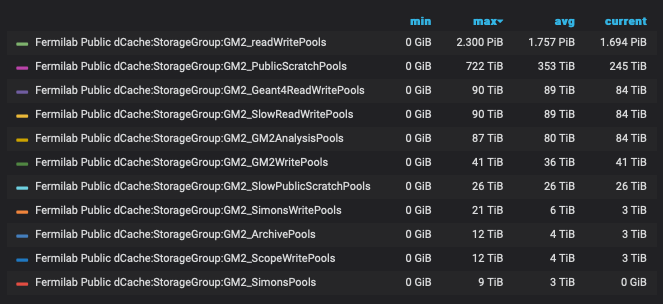 min max avg current
Fermilab Public dCache:StorageGroup:GM2_readWritePools 0 GiB 2.300 PiB 1.757 PiB 1.694 PiB
Fermilab Public dCache:StorageGroup:GM2_PublicScratchPools 0 GiB 722 TiB 353 TiB 245 TiB
Fermilab Public dCache:StorageGroup:GM2_Geant4ReadWritePools 0 GiB 90 TiB 89 TiB 84 TiB
Fermilab Public dCache:StorageGroup:GM2_SlowReadWritePools 0 GiB 90 TiB 89 TiB 84 TiB
Fermilab Public dCache:StorageGroup:GM2_GM2AnalysisPools 0 GiB 87 TiB 80 TiB 84 TiB
Fermilab Public dCache:StorageGroup:GM2_GM2WritePools 0 GiB 41 TiB 36 TiB 41 TiB
Fermilab Public dCache:StorageGroup:GM2_SlowPublicScratchPools 0 GiB 26 TiB 26 TiB 26 TiB
Fermilab Public dCache:StorageGroup:GM2_SimonsWritePools 0 GiB 21 TiB 6 TiB 3 TiB
Fermilab Public dCache:StorageGroup:GM2_ArchivePools 0 GiB 12 TiB 4 TiB 3 TiB
Fermilab Public dCache:StorageGroup:GM2_ScopeWritePools 0 GiB 12 TiB 4 TiB 3 TiB
Fermilab Public dCache:StorageGroup:GM2_SimonsPools 0 GiB 9 TiB 3 TiB 0 GiB